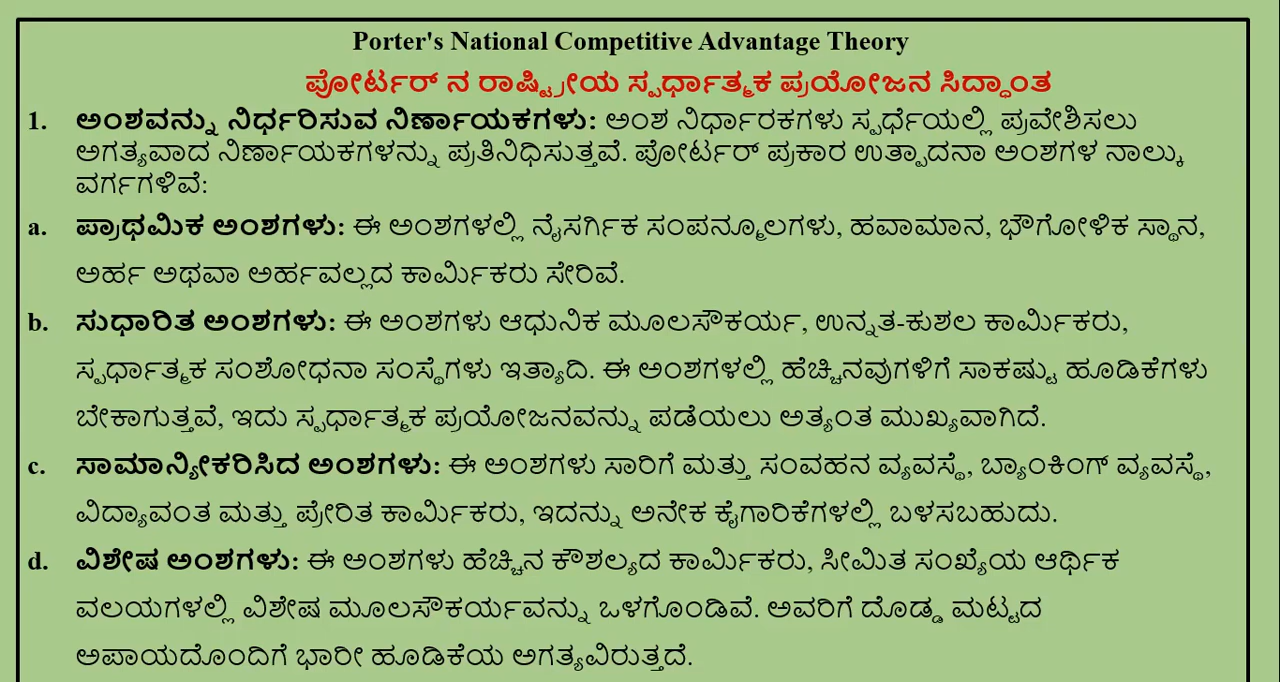 Porter's National Competitive Advantage Theory
ಪೋರ್ಟರ್ ನ ರಾಷ್ಟ್ರೀಯ ಸ್ಪರ್ಧಾತ್ಮಕ ಪ್ರಯೋಜನ ಸಿದ್ಧಾಂತ
1. ಅಂಶವನ್ನು ನಿರ್ಧರಿಸುವ ನಿರ್ಣಾಯಕಗಳು: ಅಂಶ ನಿರ್ಧಾರಕಗಳು ಸ್ಪರ್ಧೆಯಲ್ಲಿ ಪ್ರವೇಶಿಸಲು
ಅಗತ್ಯವಾದ ನಿರ್ಣಾಯಕಗಳನ್ನು ಪ್ರತಿನಿಧಿಸುತ್ತವೆ. ಪೋರ್ಟರ್ ಪ್ರಕಾರ ಉತ್ಪಾದನಾ ಅಂಶಗಳ ನಾಲ್ಕು
ವರ್ಗಗಳಿವೆ:
a. ಪ್ರಾಥಮಿಕ ಅಂಶಗಳು: ಈ ಅಂಶಗಳಲ್ಲಿ ನೈಸರ್ಗಿಕ ಸಂಪನ್ಮೂಲಗಳು, ಹವಾಮಾನ, ಭೌಗೋಳಿಕ ಸ್ಥಾನ,
ಅರ್ಹ ಅಥವಾ ಅರ್ಹವಲ್ಲದ ಕಾರ್ಮಿಕರು ಸೇರಿವೆ.
b. ಸುಧಾರಿತ ಅಂಶಗಳು: ಈ ಅಂಶಗಳು ಆಧುನಿಕ ಮೂಲಸೌಕರ್ಯ, ಉನ್ನತ-ಕುಶಲ ಕಾರ್ಮಿಕರು,
ಸ್ಪರ್ಧಾತ್ಮಕ ಸಂಶೋಧನಾ ಸಂಸ್ಥೆಗಳು ಇತ್ಯಾದಿ. ಈ ಅಂಶಗಳಲ್ಲಿ ಹೆಚ್ಚಿನವುಗಳಿಗೆ ಸಾಕಷ್ಟು ಹೂಡಿಕೆಗಳು
ಬೇಕಾಗುತ್ತವೆ, ಇದು ಸ್ಪರ್ಧಾತ್ಮಕ ಪ್ರಯೋಜನವನ್ನು ಪಡೆಯಲು ಅತ್ಯಂತ ಮುಖ್ಯವಾಗಿದೆ.
c. ಸಾಮಾನ್ಯೀಕರಿಸಿದ ಅಂಶಗಳು: ಈ ಅಂಶಗಳು ಸಾರಿಗೆ ಮತ್ತು ಸಂವಹನ ವ್ಯವಸ್ಥೆ, ಬ್ಯಾಂಕಿಂಗ್ ವ್ಯವಸ್ಥೆ,
ವಿದ್ಯಾವಂತ ಮತ್ತು ಪ್ರೇರಿತ ಕಾರ್ಮಿಕರು, ಇದನ್ನು ಅನೇಕ ಕೈಗಾರಿಕೆಗಳಲ್ಲಿ ಬಳಸಬಹುದು.
d. ವಿಶೇಷ ಅಂಶಗಳು: ಈ ಅಂಶಗಳು ಹೆಚ್ಚಿನ ಕೌಶಲ್ಯದ ಕಾರ್ಮಿಕರು, ಸೀಮಿತ ಸಂಖ್ಯೆಯ ಆರ್ಥಿಕ
ವಲಯಗಳಲ್ಲಿ ವಿಶೇಷ ಮೂಲಸೌಕರ್ಯವನ್ನು ಒಳಗೊಂಡಿವೆ. ಅವರಿಗೆ ದೊಡ್ಡ ಮಟ್ಟದ
ಅಪಾಯದೊಂದಿಗೆ ಭಾರೀ ಹೂಡಿಕೆಯ ಅಗತ್ಯವಿರುತ್ತದೆ.